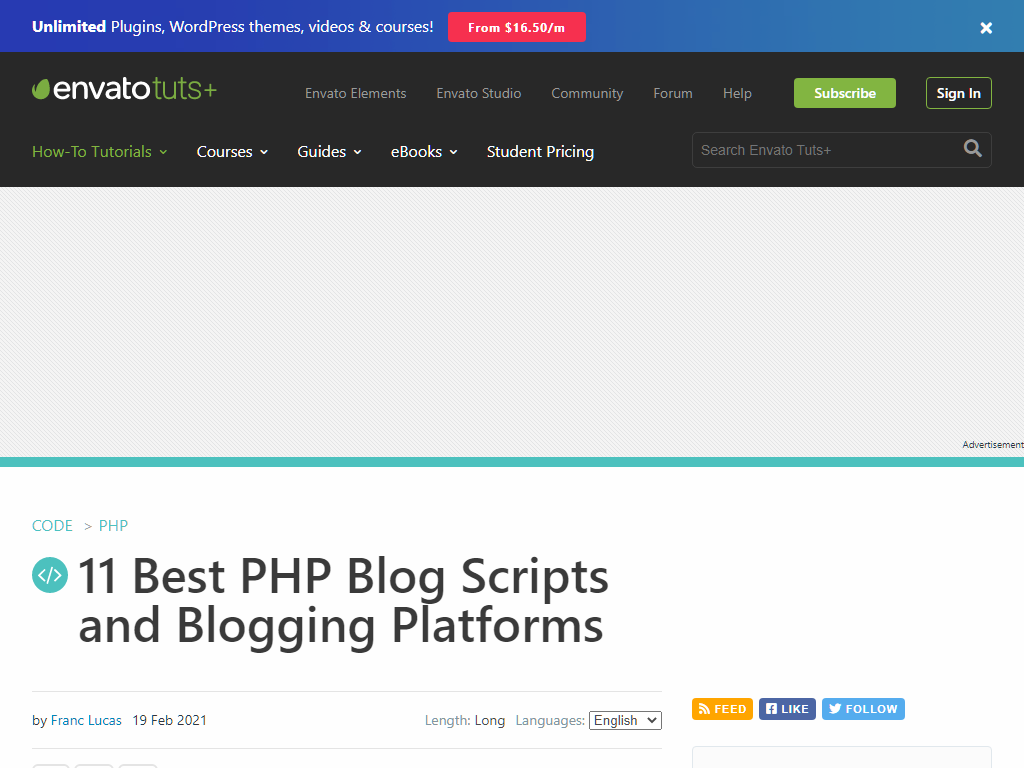 Unlimited Plugins, WordPress themes, videos & courses! From $16.50/m
envatotuts+ Envato Elements Envato Studio Community Forum Help Subscribe Sign In
How-To Tutorials Courses Guides eBooks Student Pricing Search Envato Tuts+
Advertisement
CODE > PHP
</> 11 Best PHP Blog Scripts
and Blogging Platforms
by Franc Lucas 19 Feb 2021 Length: Long Languages: English
FEED LIKE FOLLOW